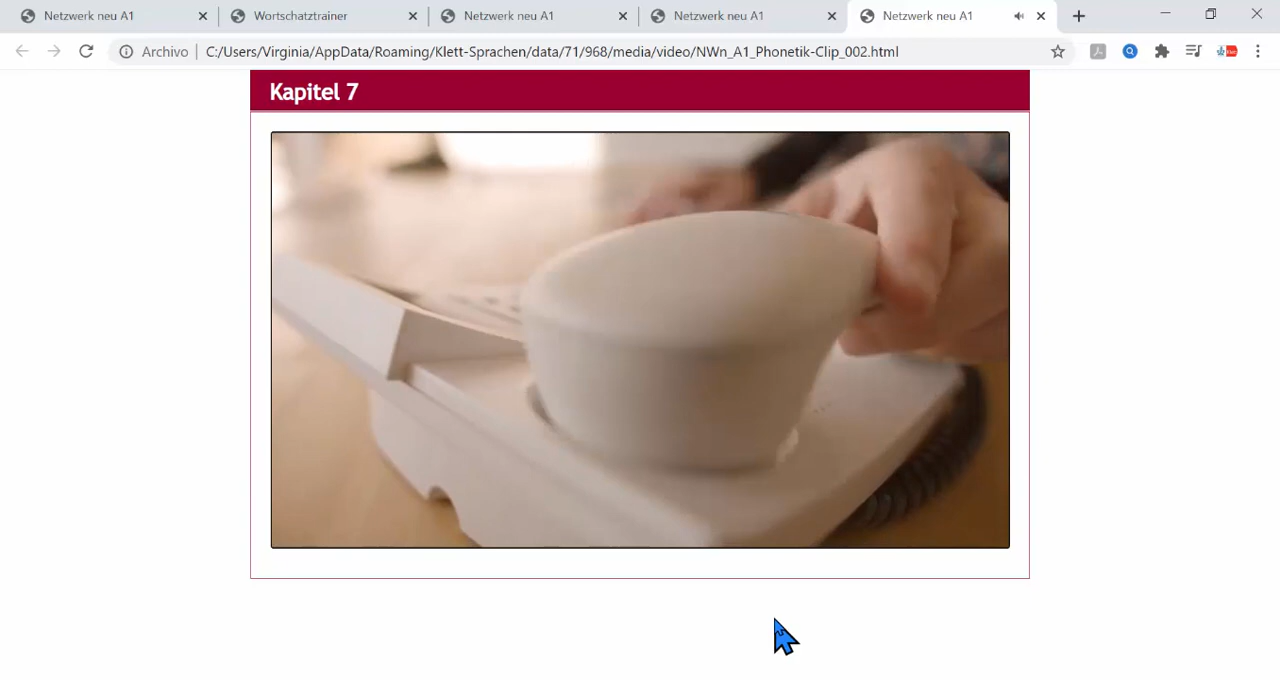 Netzwerk neu A1
Wortschatztrainer
Netzwerk neu A1
Netzwerk neu A1
Netzwerk neu A1
Archivo
C:/Users/Virginia/AppData/Roaming/Klett-Sprachen/data/71/968/media/video/NWn_A1_Phonetik-Clip_002.html
Kapitel 7